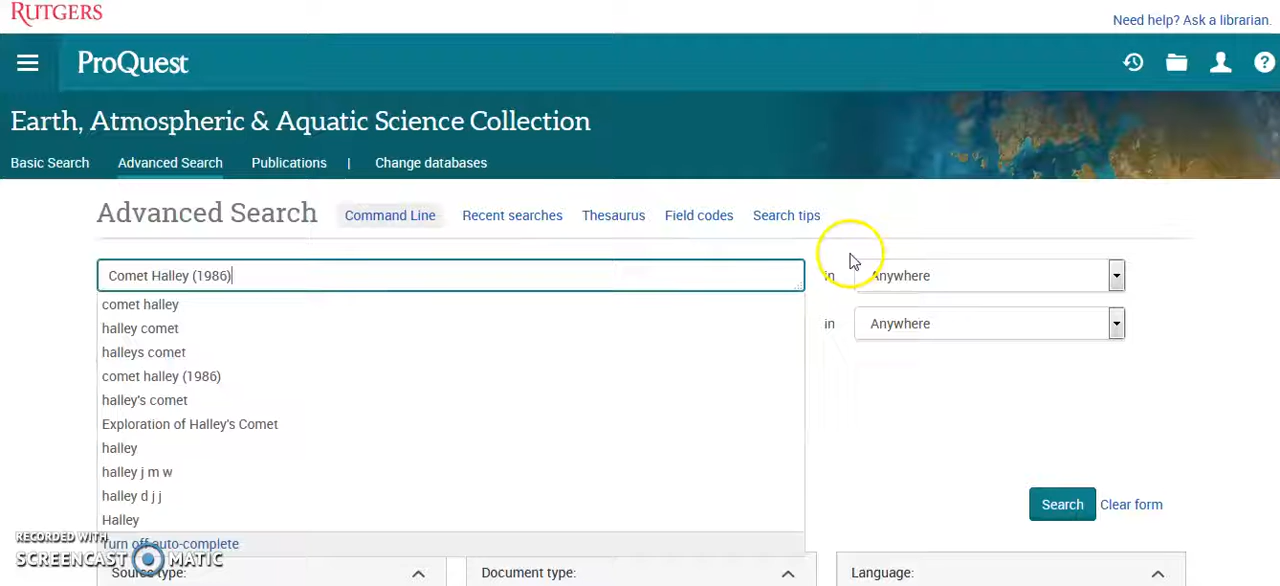 RUTGERS
Need help? Ask a librarian.
ProQuest
Earth, Atmospheric & Aquatic Science Collection
Basic Search Advanced Search Publications | Change databases
Advanced Search Command Line Recent searches Thesaurus Field codes Search tips
Comet Halley (1986) in Anywhere
comet halley
halley comet in Anywhere
halleys comet
comet halley (1986)
halley's comet
Exploration of Halley's Comet
halley
halley j m w
halley d j j
Search Clear form
Halley
RECORDED WITH
Turn off auto-complete
SCREENCAST MATIC
Source type: Document type: Language: